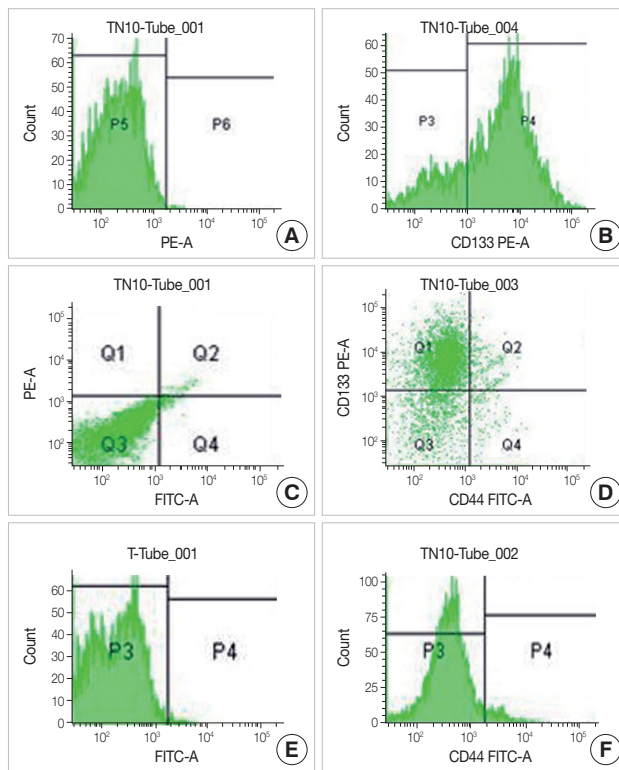 TN10-Tube_001
Count
70
60
50
40
30
20
10
0
P5
P6
10²
10³
10⁴
10⁵
PE-A
A
TN10-Tube_004
Count
60
50
40
30
20
10
0
P3
P4
10²
10³
10⁴
10⁵
CD133 PE-A
B
TN10-Tube_001
PE-A
10⁵
10⁴
10³
10²
Q1
Q2
Q3
Q4
10²
10³
10⁴
10⁵
FITC-A
C
TN10-Tube_003
CD133 PE-A
10⁵
10⁴
10³
10²
Q1
Q2
Q3
Q4
10²
10³
10⁴
10⁵
CD44 FITC-A
D
T-Tube_001
Count
60
50
40
30
20
10
0
P3
P4
10²
10³
10⁴
10⁵
FITC-A
E
TN10-Tube_002
Count
100
75
50
25
0
P3
P4
10²
10³
10⁴
10⁵
CD44 FITC-A
F